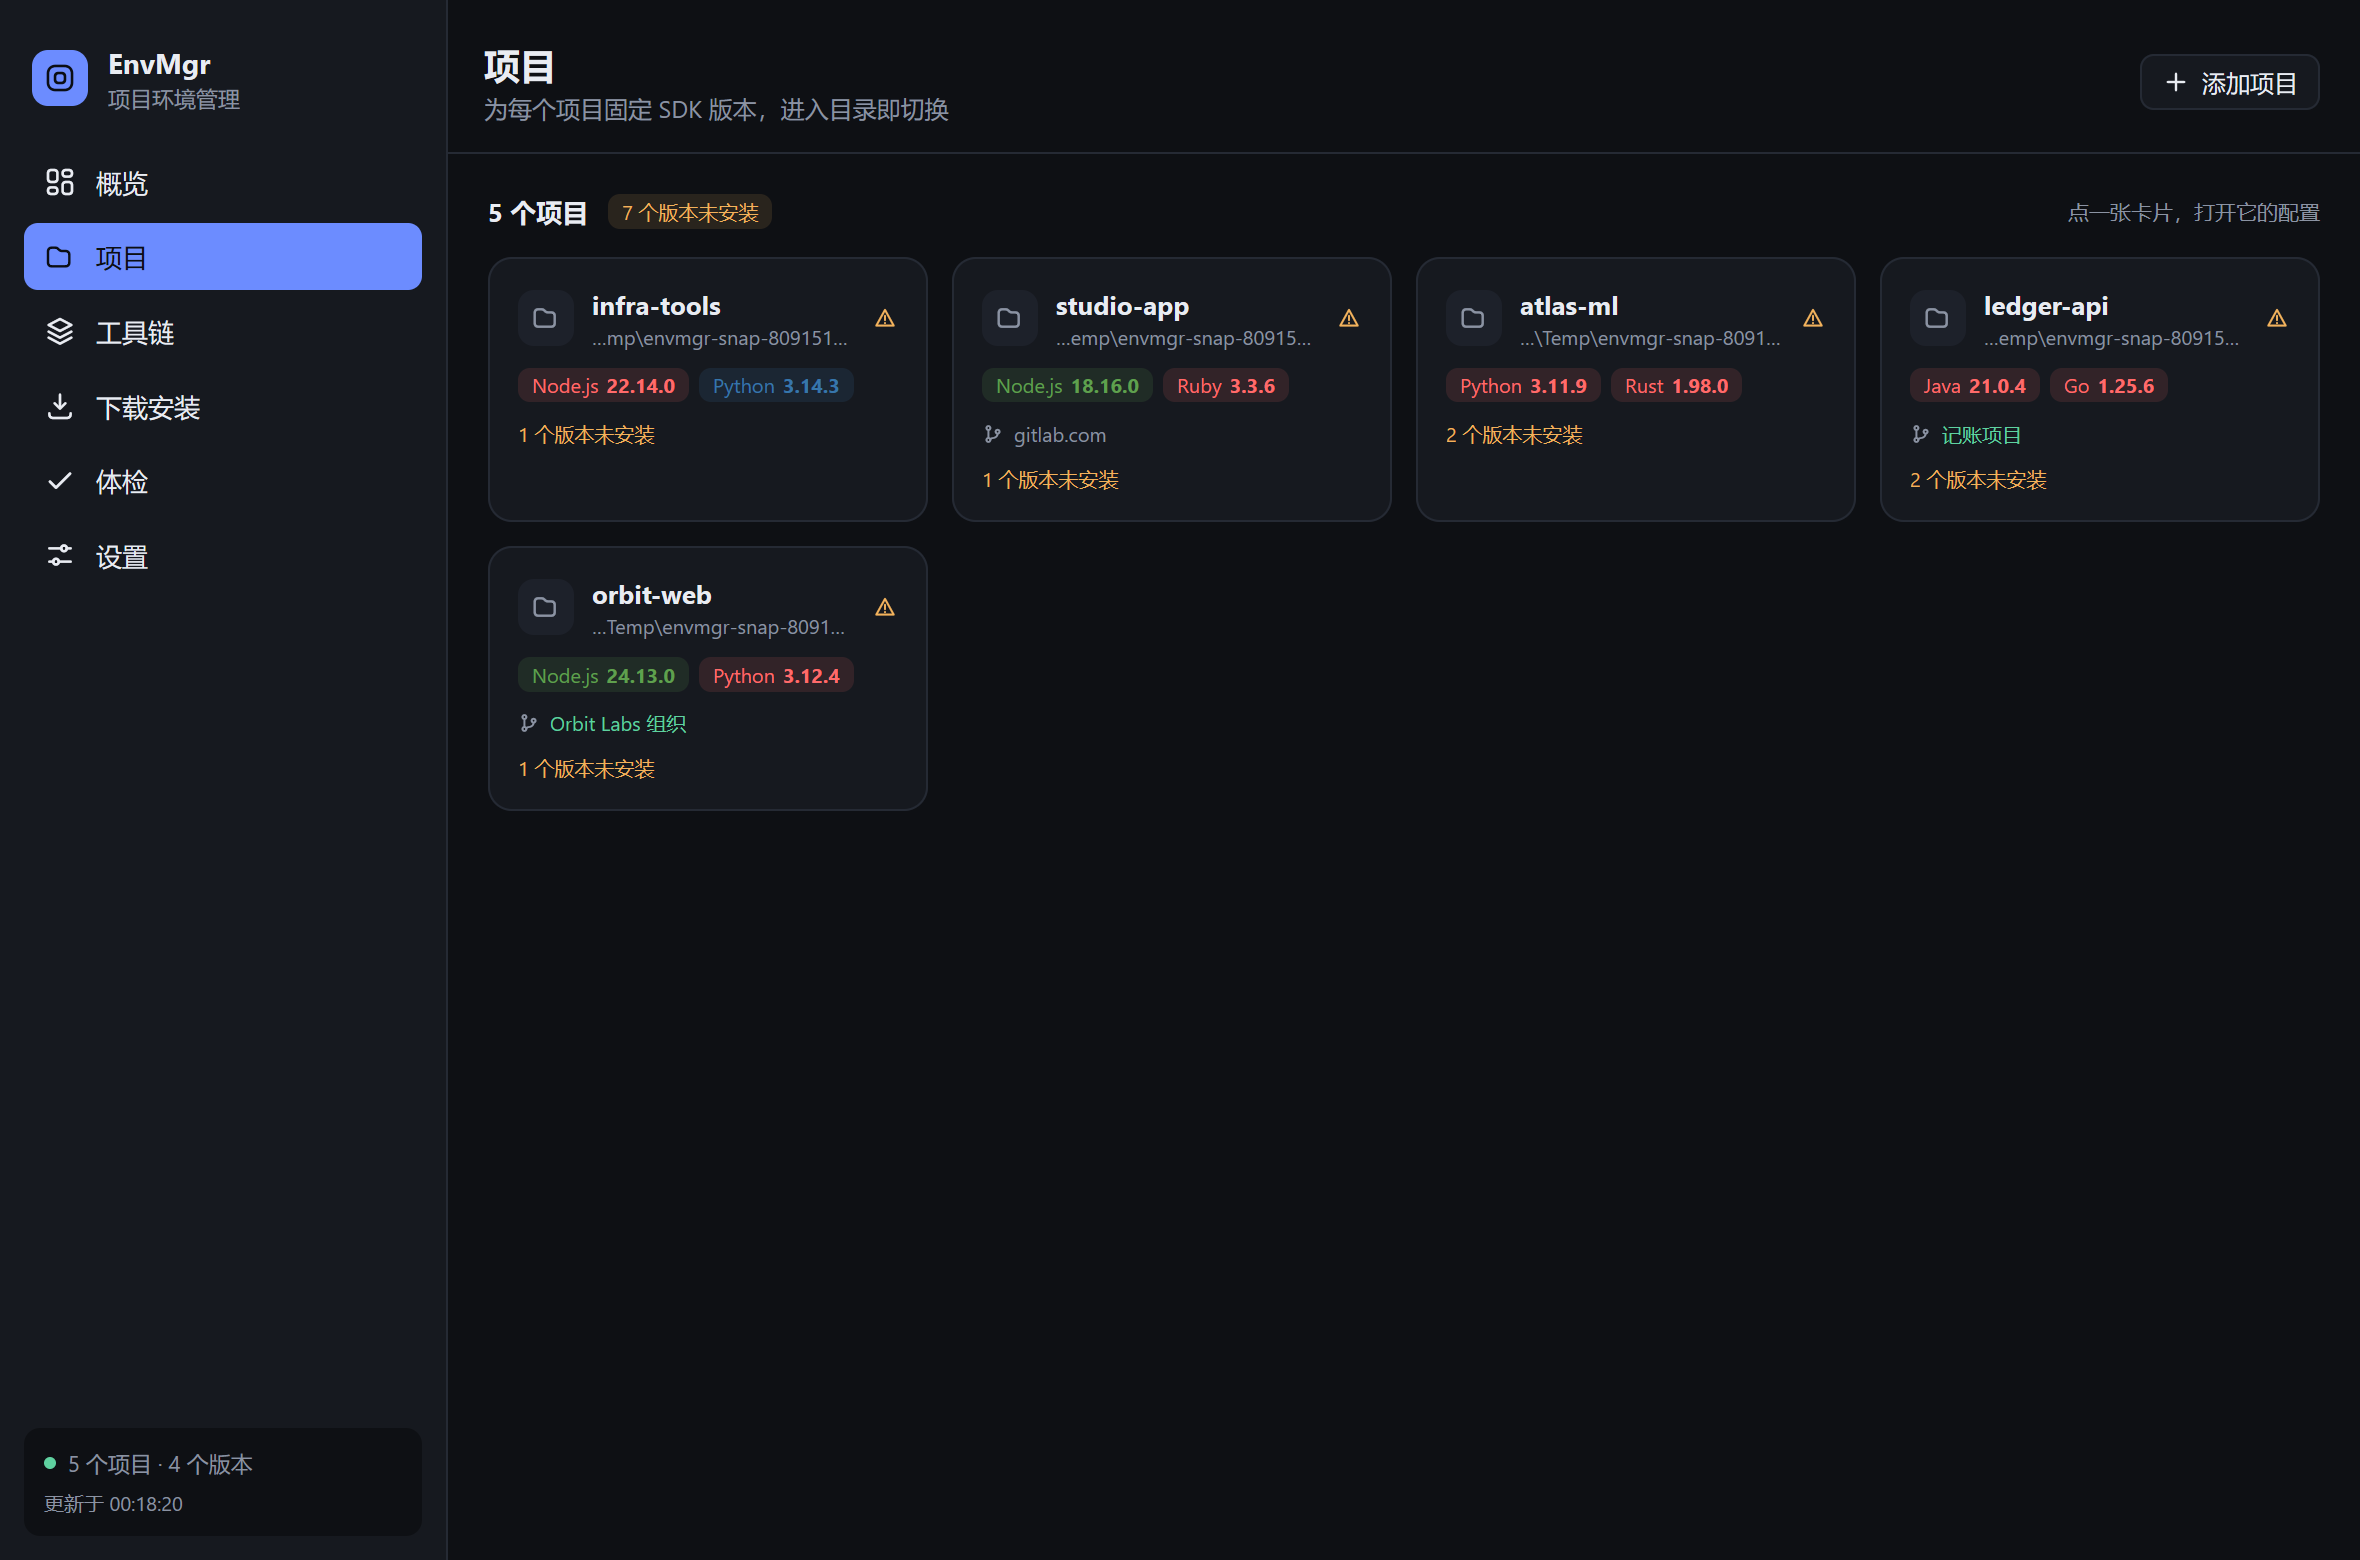 EnvMgr
项目环境管理
概览
项目
工具链
下载安装
体检
设置
5 个项目 · 4 个版本
更新于 00:18:20
项目
为每个项目固定 SDK 版本，进入目录即切换
添加项目
5 个项目 7 个版本未安装
点一张卡片，打开它的配置
infra-tools
...mp\envmgr-snap-809151...
Node.js 22.14.0 Python 3.14.3
1 个版本未安装
studio-app
...emp\envmgr-snap-80915...
Node.js 18.16.0 Ruby 3.3.6
gitlab.com
1 个版本未安装
atlas-ml
...\Temp\envmgr-snap-8091...
Python 3.11.9 Rust 1.98.0
2 个版本未安装
ledger-api
...emp\envmgr-snap-80915...
Java 21.0.4 Go 1.25.6
记账项目
2 个版本未安装
orbit-web
...Temp\envmgr-snap-8091...
Node.js 24.13.0 Python 3.12.4
Orbit Labs 组织
1 个版本未安装